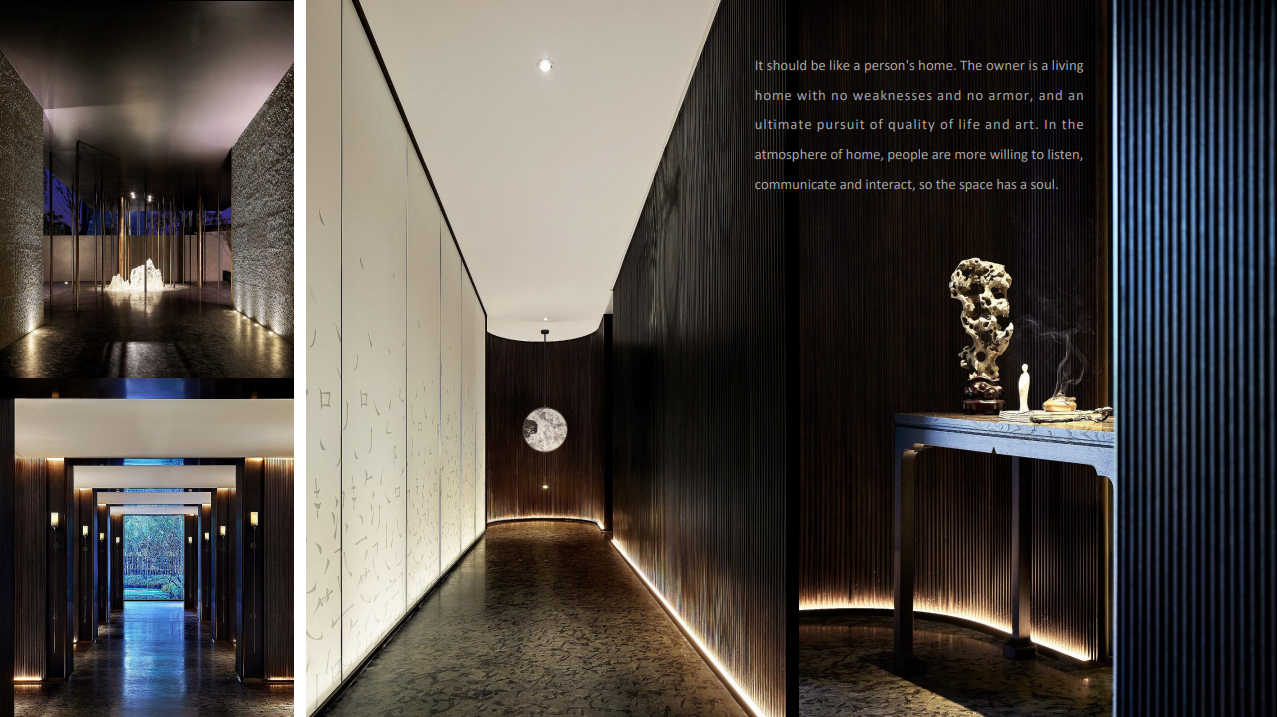 It should be like a person's home. The owner is a living
home with no weaknesses and no armor, and an
ultimate pursuit of quality of life and art. In the
atmosphere of home, people are more willing to listen,
communicate and interact, so the space has a soul.